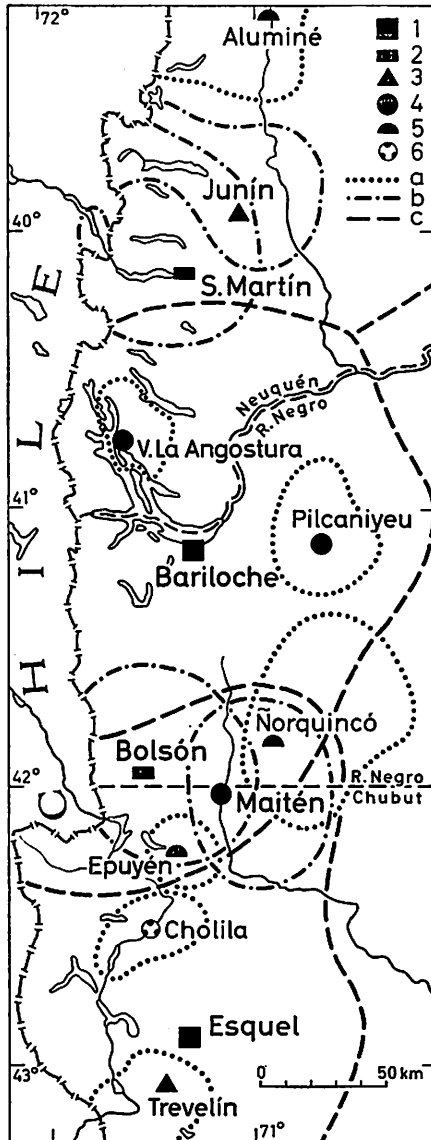 72°
Aluminé
1
2
3
4
5
6
a
b
c
Junín
40°
S. Martín
Neuquén
R. Negro
V. La Angostura
41°
Pilcaniyeu
Bariloche
Ñorquincó
Bolsón
42°
R. Negro
Chubut
Maitén
Epuyén
Cholila
Esquel
43°
0 50 km
Trevelín
71°
CHILE